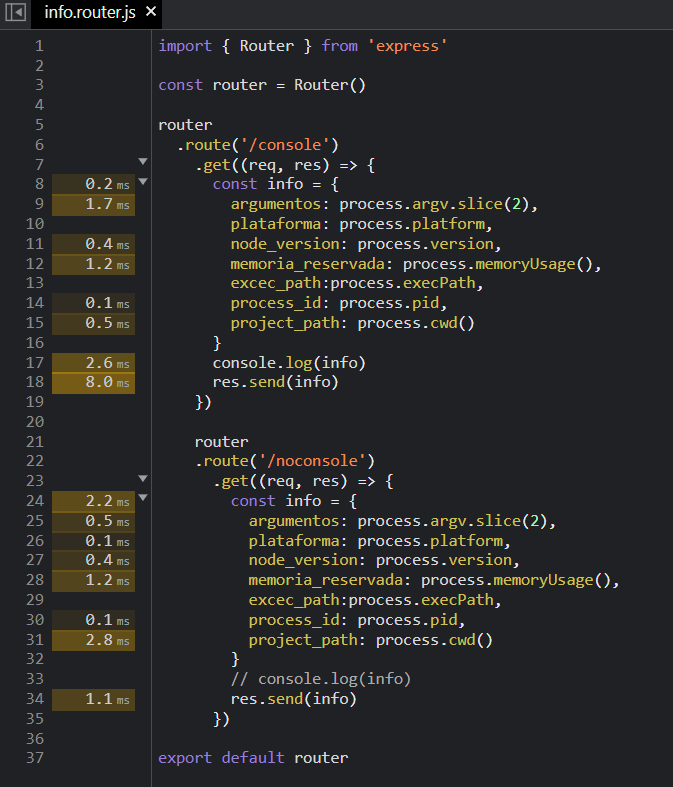 info.router.js ×
1 import { Router } from 'express'
2
3 const router = Router()
4
5 router
6 .route('/console')
7 .get((req, res) => {
8 0.2 ms const info = {
9 1.7 ms argumentos: process.argv.slice(2),
10 plataforma: process.platform,
11 0.4 ms node_version: process.version,
12 1.2 ms memoria_reservada: process.memoryUsage(),
13 excec_path:process.execPath,
14 0.1 ms process_id: process.pid,
15 0.5 ms project_path: process.cwd()
16 }
17 2.6 ms console.log(info)
18 8.0 ms res.send(info)
19 })
20
21 router
22 .route('/noconsole')
23 .get((req, res) => {
24 2.2 ms const info = {
25 0.5 ms argumentos: process.argv.slice(2),
26 0.1 ms plataforma: process.platform,
27 0.4 ms node_version: process.version,
28 1.2 ms memoria_reservada: process.memoryUsage(),
29 excec_path:process.execPath,
30 0.1 ms process_id: process.pid,
31 2.8 ms project_path: process.cwd()
32 }
33 // console.log(info)
34 1.1 ms res.send(info)
35 })
36
37 export default router